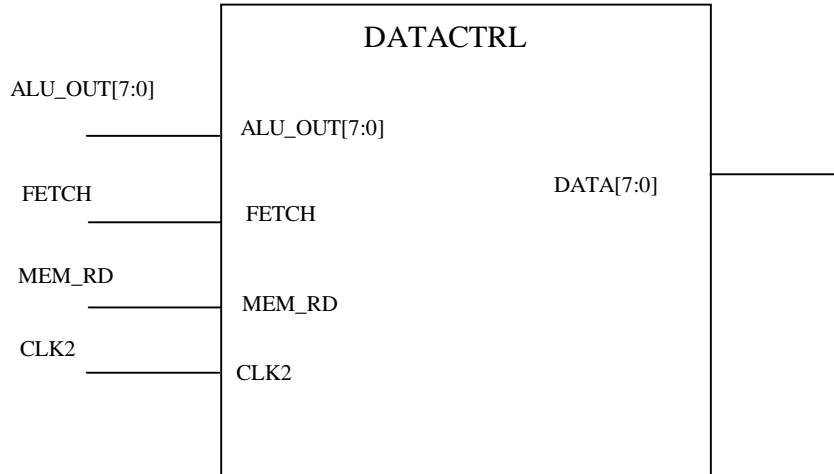 DATACTRL
ALU_OUT[7:0]
ALU_OUT[7:0]
DATA[7:0]
FETCH
FETCH
MEM_RD
MEM_RD
CLK2
CLK2